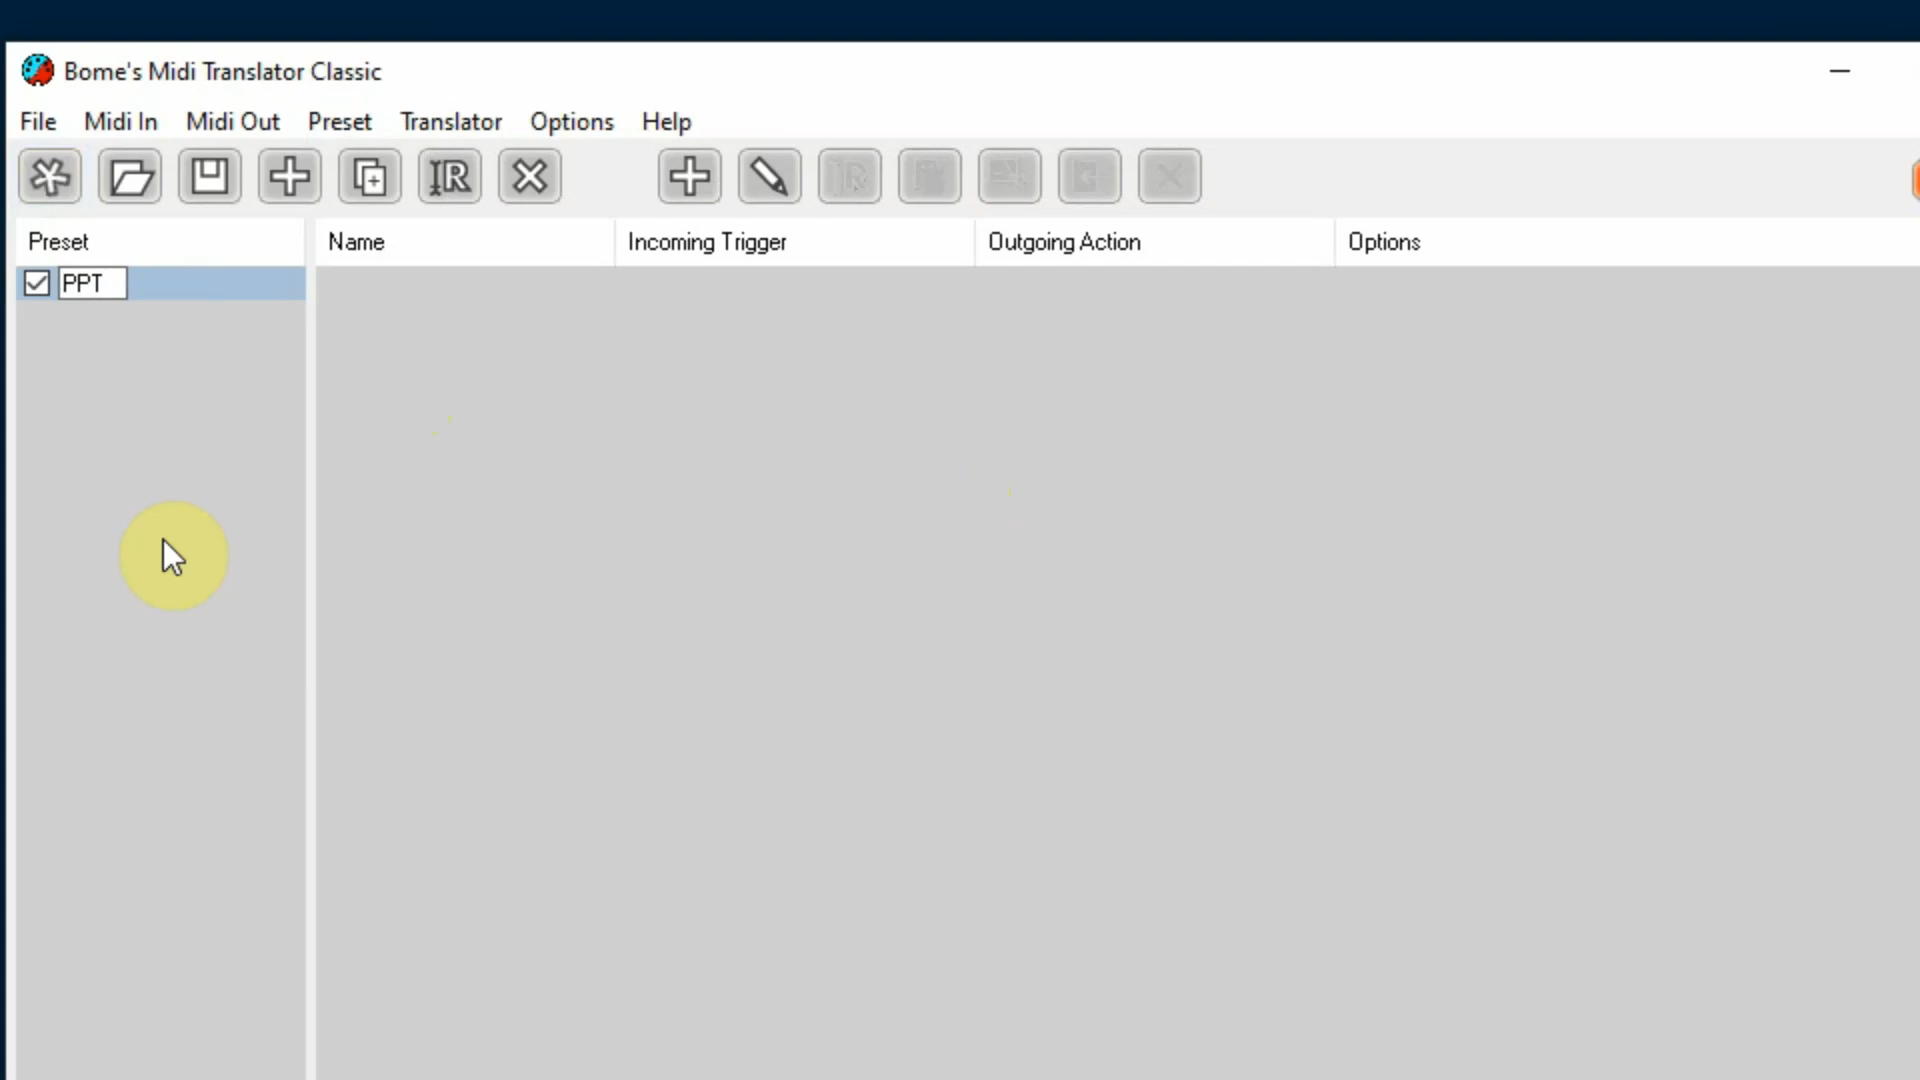 Bome's Midi Translator Classic
File Midi In Midi Out Preset Translator Options Help
Preset Name Incoming Trigger Outgoing Action Options
PPT